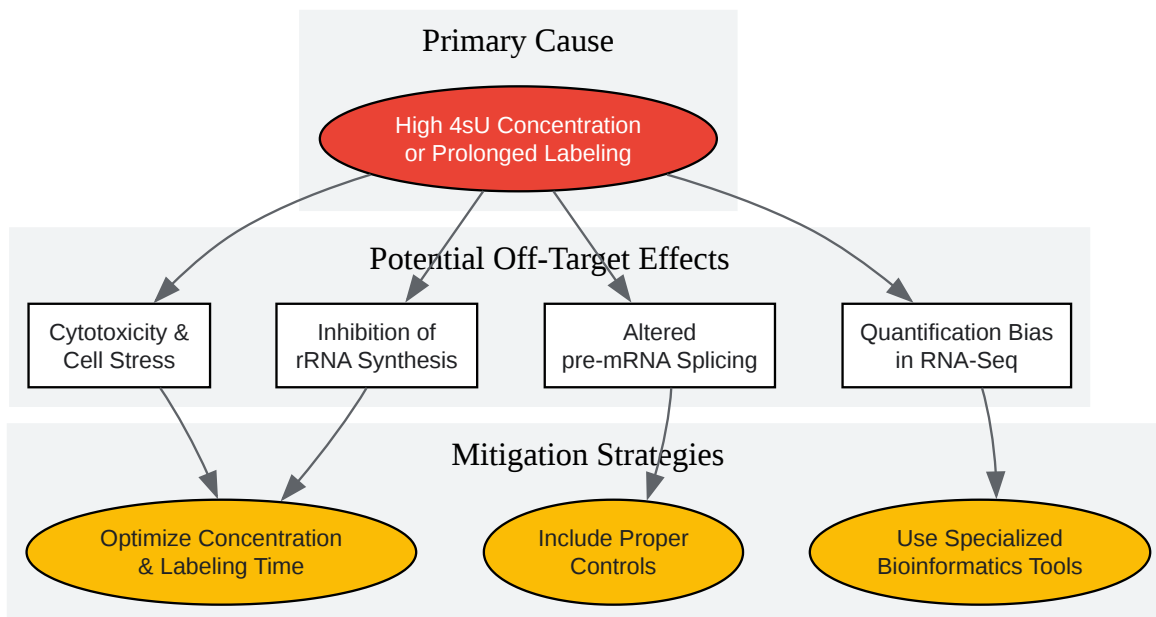 Primary Cause
High 4sU Concentration
or Prolonged Labeling
Potential Off-Target Effects
Cytotoxicity &
Cell Stress
Inhibition of
rRNA Synthesis
Altered
pre-mRNA Splicing
Quantification Bias
in RNA-Seq
Mitigation Strategies
Optimize Concentration
& Labeling Time
Include Proper
Controls
Use Specialized
Bioinformatics Tools